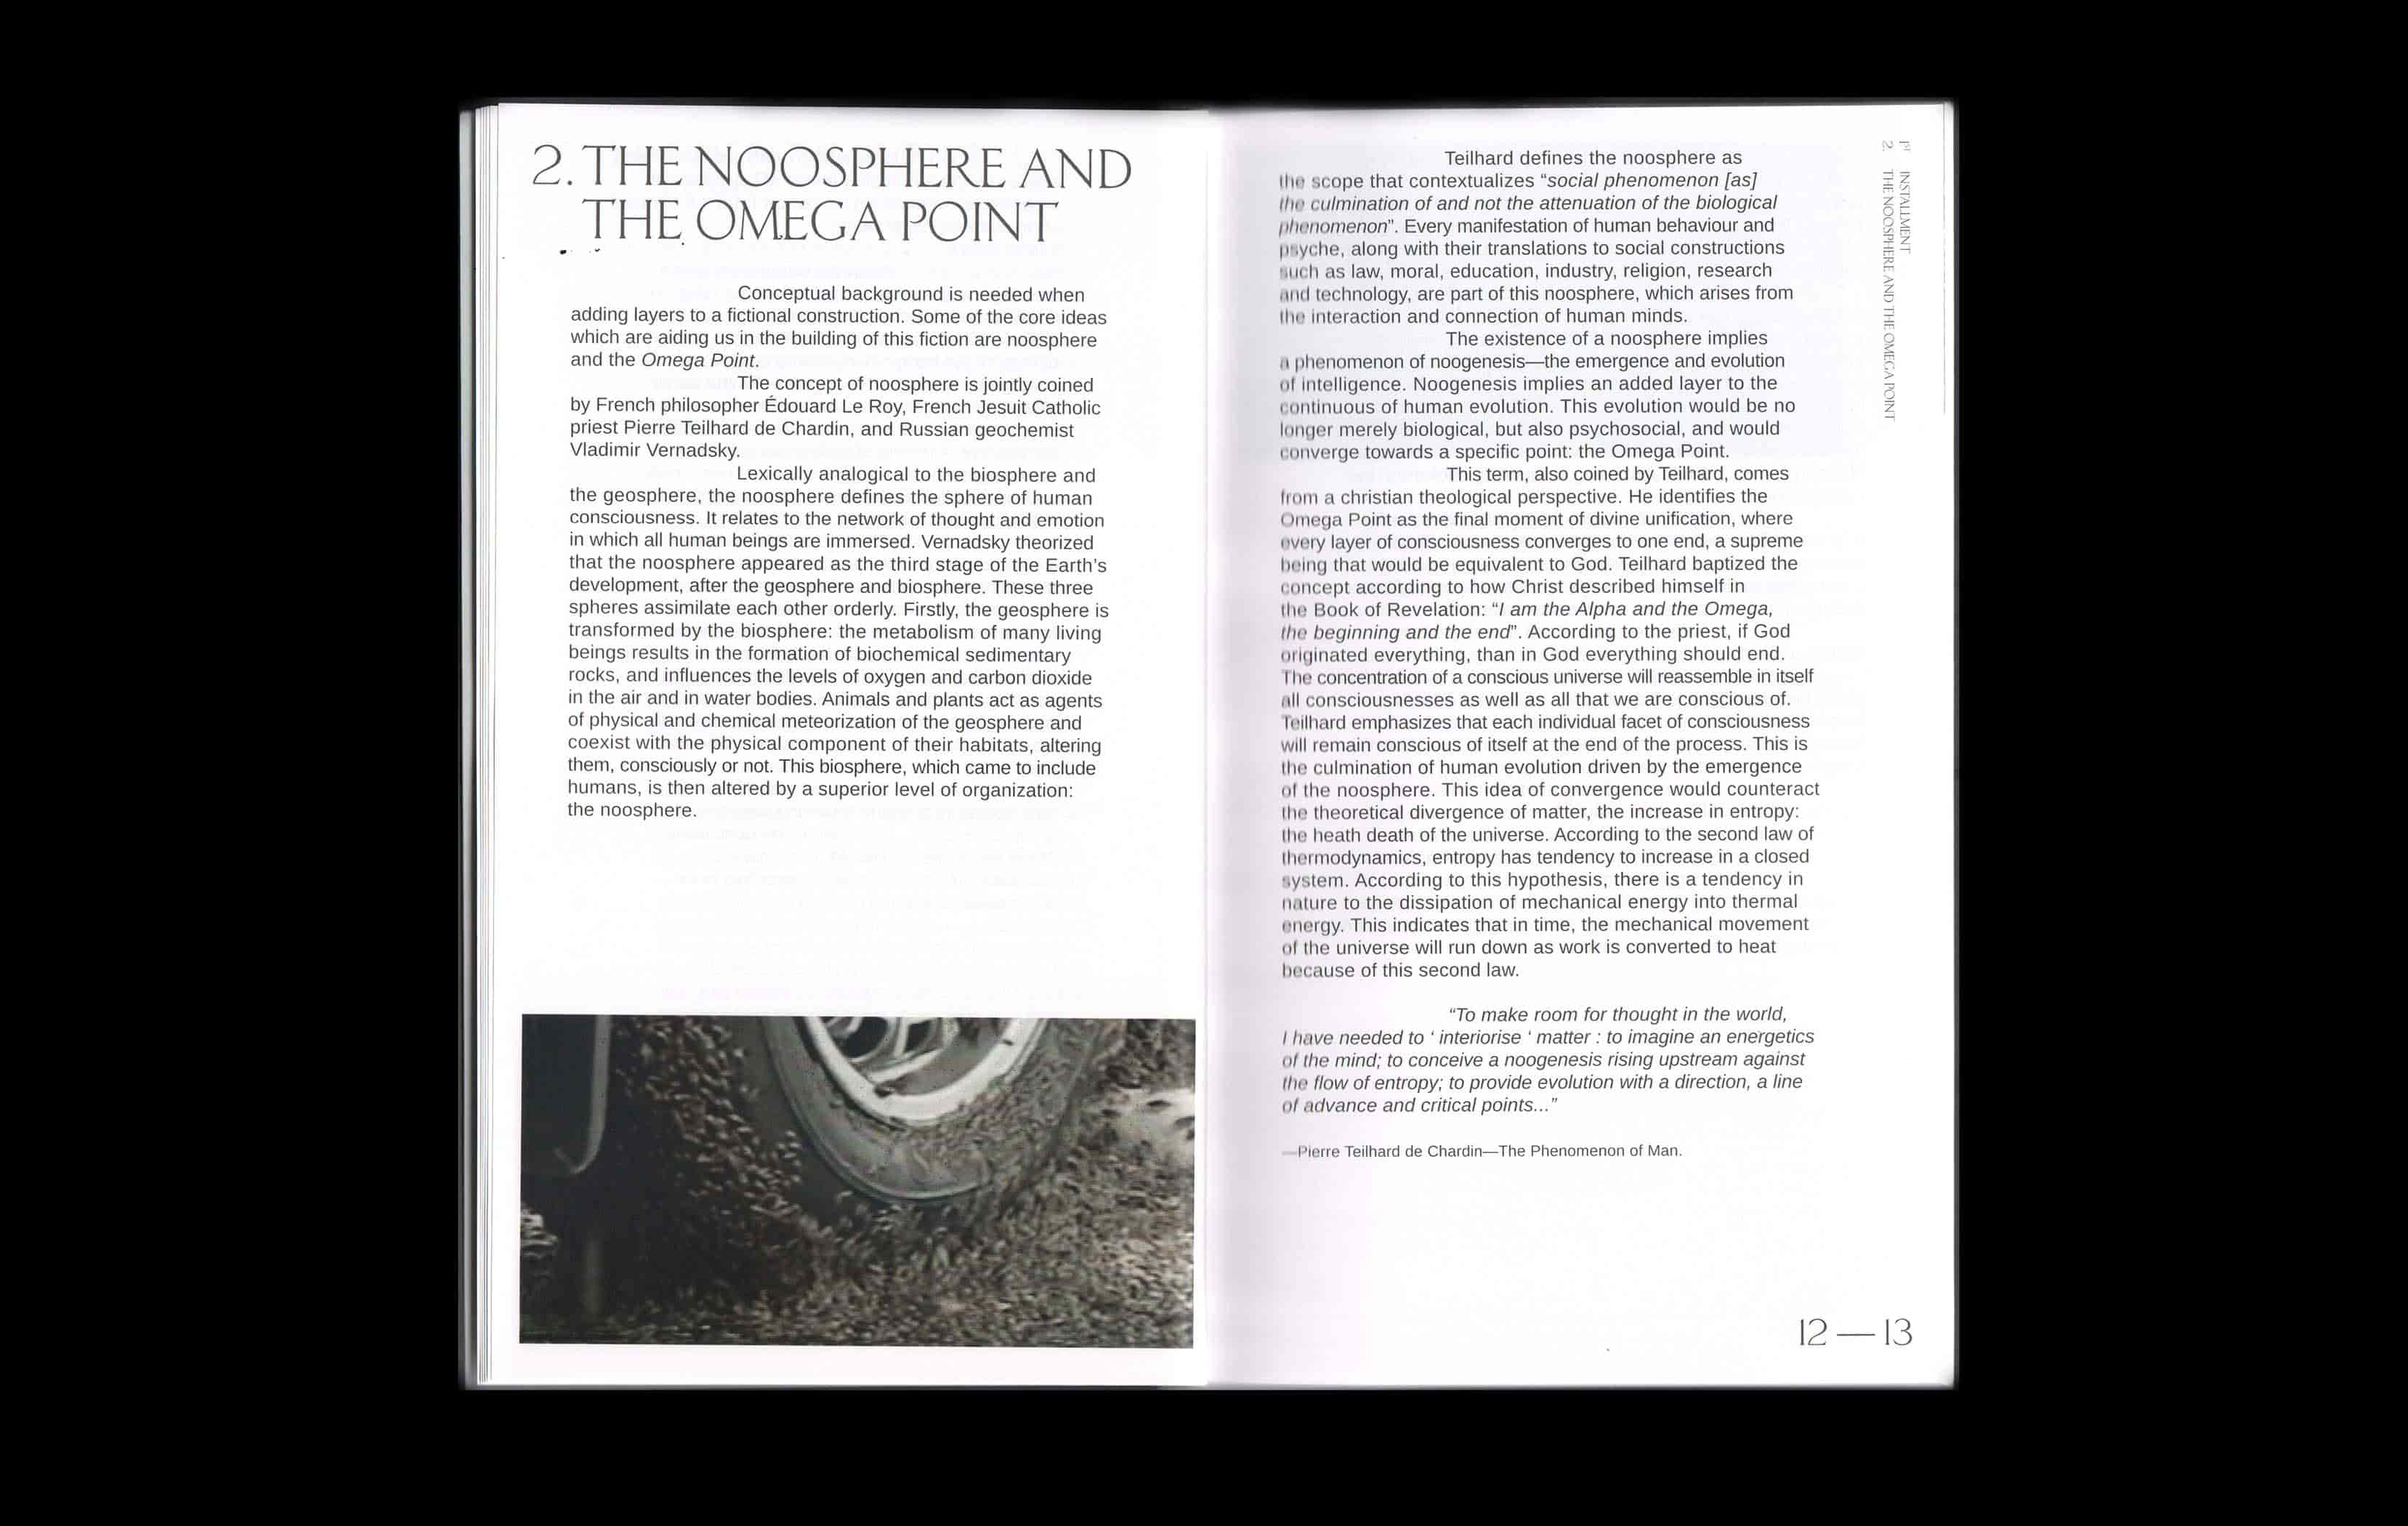 2. THE NOOSPHERE AND
THE OMEGA POINT
Conceptual background is needed when
adding layers to a fictional construction. Some of the core ideas
which are aiding us in the building of this fiction are noosphere
and the Omega Point.
The concept of noosphere is jointly coined
by French philosopher Édouard Le Roy, French Jesuit Catholic
priest Pierre Teilhard de Chardin, and Russian geochemist
Vladimir Vernadsky.
Lexically analogical to the biosphere and
the geosphere, the noosphere defines the sphere of human
consciousness. It relates to the network of thought and emotion
in which all human beings are immersed. Vernadsky theorized
that the noosphere appeared as the third stage of the Earth's
development, after the geosphere and biosphere. These three
spheres assimilate each other orderly. Firstly, the geosphere is
transformed by the biosphere: the metabolism of many living
beings results in the formation of biochemical sedimentary
rocks, and influences the levels of oxygen and carbon dioxide
in the air and in water bodies. Animals and plants act as agents
of physical and chemical meteorization of the geosphere and
coexist with the physical component of their habitats, altering
them, consciously or not. This biosphere, which came to include
humans, is then altered by a superior level of organization:
the noosphere.
Teilhard defines the noosphere as
the scope that contextualizes “social phenomenon [as]
the culmination of and not the attenuation of the biological
phenomenon”. Every manifestation of human behaviour and
psyche, along with their translations to social constructions
such as law, moral, education, industry, religion, research
and technology, are part of this noosphere, which arises from
the interaction and connection of human minds.
The existence of a noosphere implies
a phenomenon of noogenesis—the emergence and evolution
of intelligence. Noogenesis implies an added layer to the
continuous of human evolution. This evolution would be no
longer merely biological, but also psychosocial, and would
converge towards a specific point: the Omega Point.
This term, also coined by Teilhard, comes
from a christian theological perspective. He identifies the
Omega Point as the final moment of divine unification, where
every layer of consciousness converges to one end, a supreme
being that would be equivalent to God. Teilhard baptized the
concept according to how Christ described himself in
the Book of Revelation: “I am the Alpha and the Omega,
the beginning and the end”. According to the priest, if God
originated everything, than in God everything should end.
The concentration of a conscious universe will reassemble in itself
all consciousnesses as well as all that we are conscious of.
Teilhard emphasizes that each individual facet of consciousness
will remain conscious of itself at the end of the process. This is
the culmination of human evolution driven by the emergence
of the noosphere. This idea of convergence would counteract
the theoretical divergence of matter, the increase in entropy:
the heath death of the universe. According to the second law of
thermodynamics, entropy has tendency to increase in a closed
system. According to this hypothesis, there is a tendency in
nature to the dissipation of mechanical energy into thermal
energy. This indicates that in time, the mechanical movement
of the universe will run down as work is converted to heat
because of this second law.
“To make room for thought in the world,
I have needed to ‘ interiorise ‘ matter : to imagine an energetics
of the mind; to conceive a noogenesis rising upstream against
the flow of entropy; to provide evolution with a direction, a line
of advance and critical points...”
—Pierre Teilhard de Chardin—The Phenomenon of Man.
1st INSTALLMENT
2. THE NOOSPHERE AND THE OMEGA POINT
12 — 13